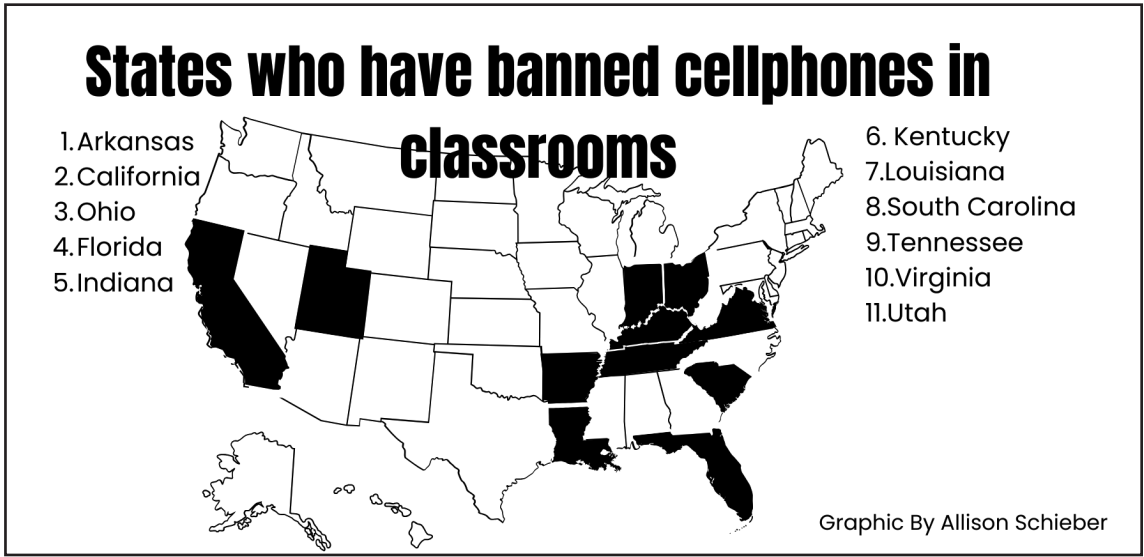 States who have banned cellphones in
classrooms
1.Arkansas
2.California
3.Ohio
4.Florida
5.Indiana
6. Kentucky
7.Louisiana
8.South Carolina
9.Tennessee
10.Virginia
11.Utah
Graphic By Allison Schieber